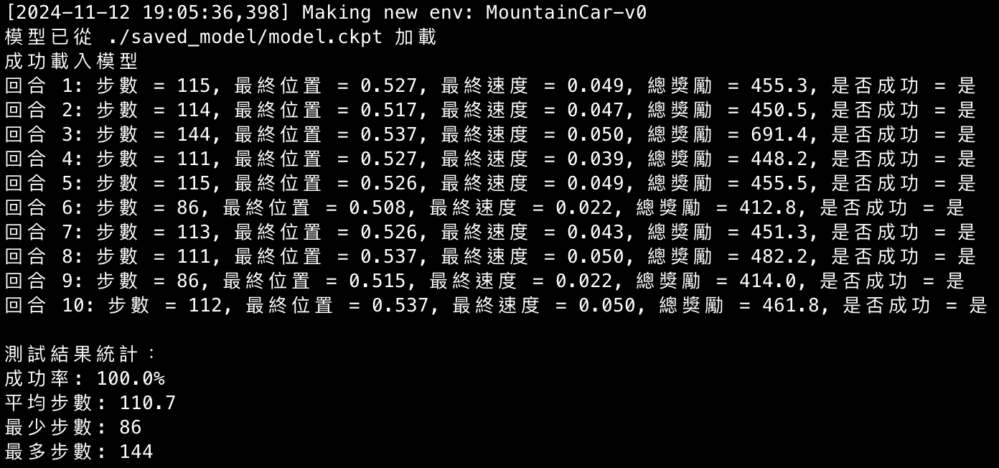 [2024-11-12 19:05:36,398] Making new env: MountainCar-v0
模型已從 ./saved_model/model.ckpt 加載
成功載入模型
回合 1: 步數 = 115, 最終位置 = 0.527, 最終速度 = 0.049, 總獎勵 = 455.3, 是否成功 = 是
回合 2: 步數 = 114, 最終位置 = 0.517, 最終速度 = 0.047, 總獎勵 = 450.5, 是否成功 = 是
回合 3: 步數 = 144, 最終位置 = 0.537, 最終速度 = 0.050, 總獎勵 = 691.4, 是否成功 = 是
回合 4: 步數 = 111, 最終位置 = 0.527, 最終速度 = 0.039, 總獎勵 = 448.2, 是否成功 = 是
回合 5: 步數 = 115, 最終位置 = 0.526, 最終速度 = 0.049, 總獎勵 = 455.5, 是否成功 = 是
回合 6: 步數 = 86, 最終位置 = 0.508, 最終速度 = 0.022, 總獎勵 = 412.8, 是否成功 = 是
回合 7: 步數 = 113, 最終位置 = 0.526, 最終速度 = 0.043, 總獎勵 = 451.3, 是否成功 = 是
回合 8: 步數 = 111, 最終位置 = 0.537, 最終速度 = 0.050, 總獎勵 = 482.2, 是否成功 = 是
回合 9: 步數 = 86, 最終位置 = 0.515, 最終速度 = 0.022, 總獎勵 = 414.0, 是否成功 = 是
回合 10: 步數 = 112, 最終位置 = 0.537, 最終速度 = 0.050, 總獎勵 = 461.8, 是否成功 = 是
測試結果統計：
成功率: 100.0%
平均步數: 110.7
最少步數: 86
最多步數: 144